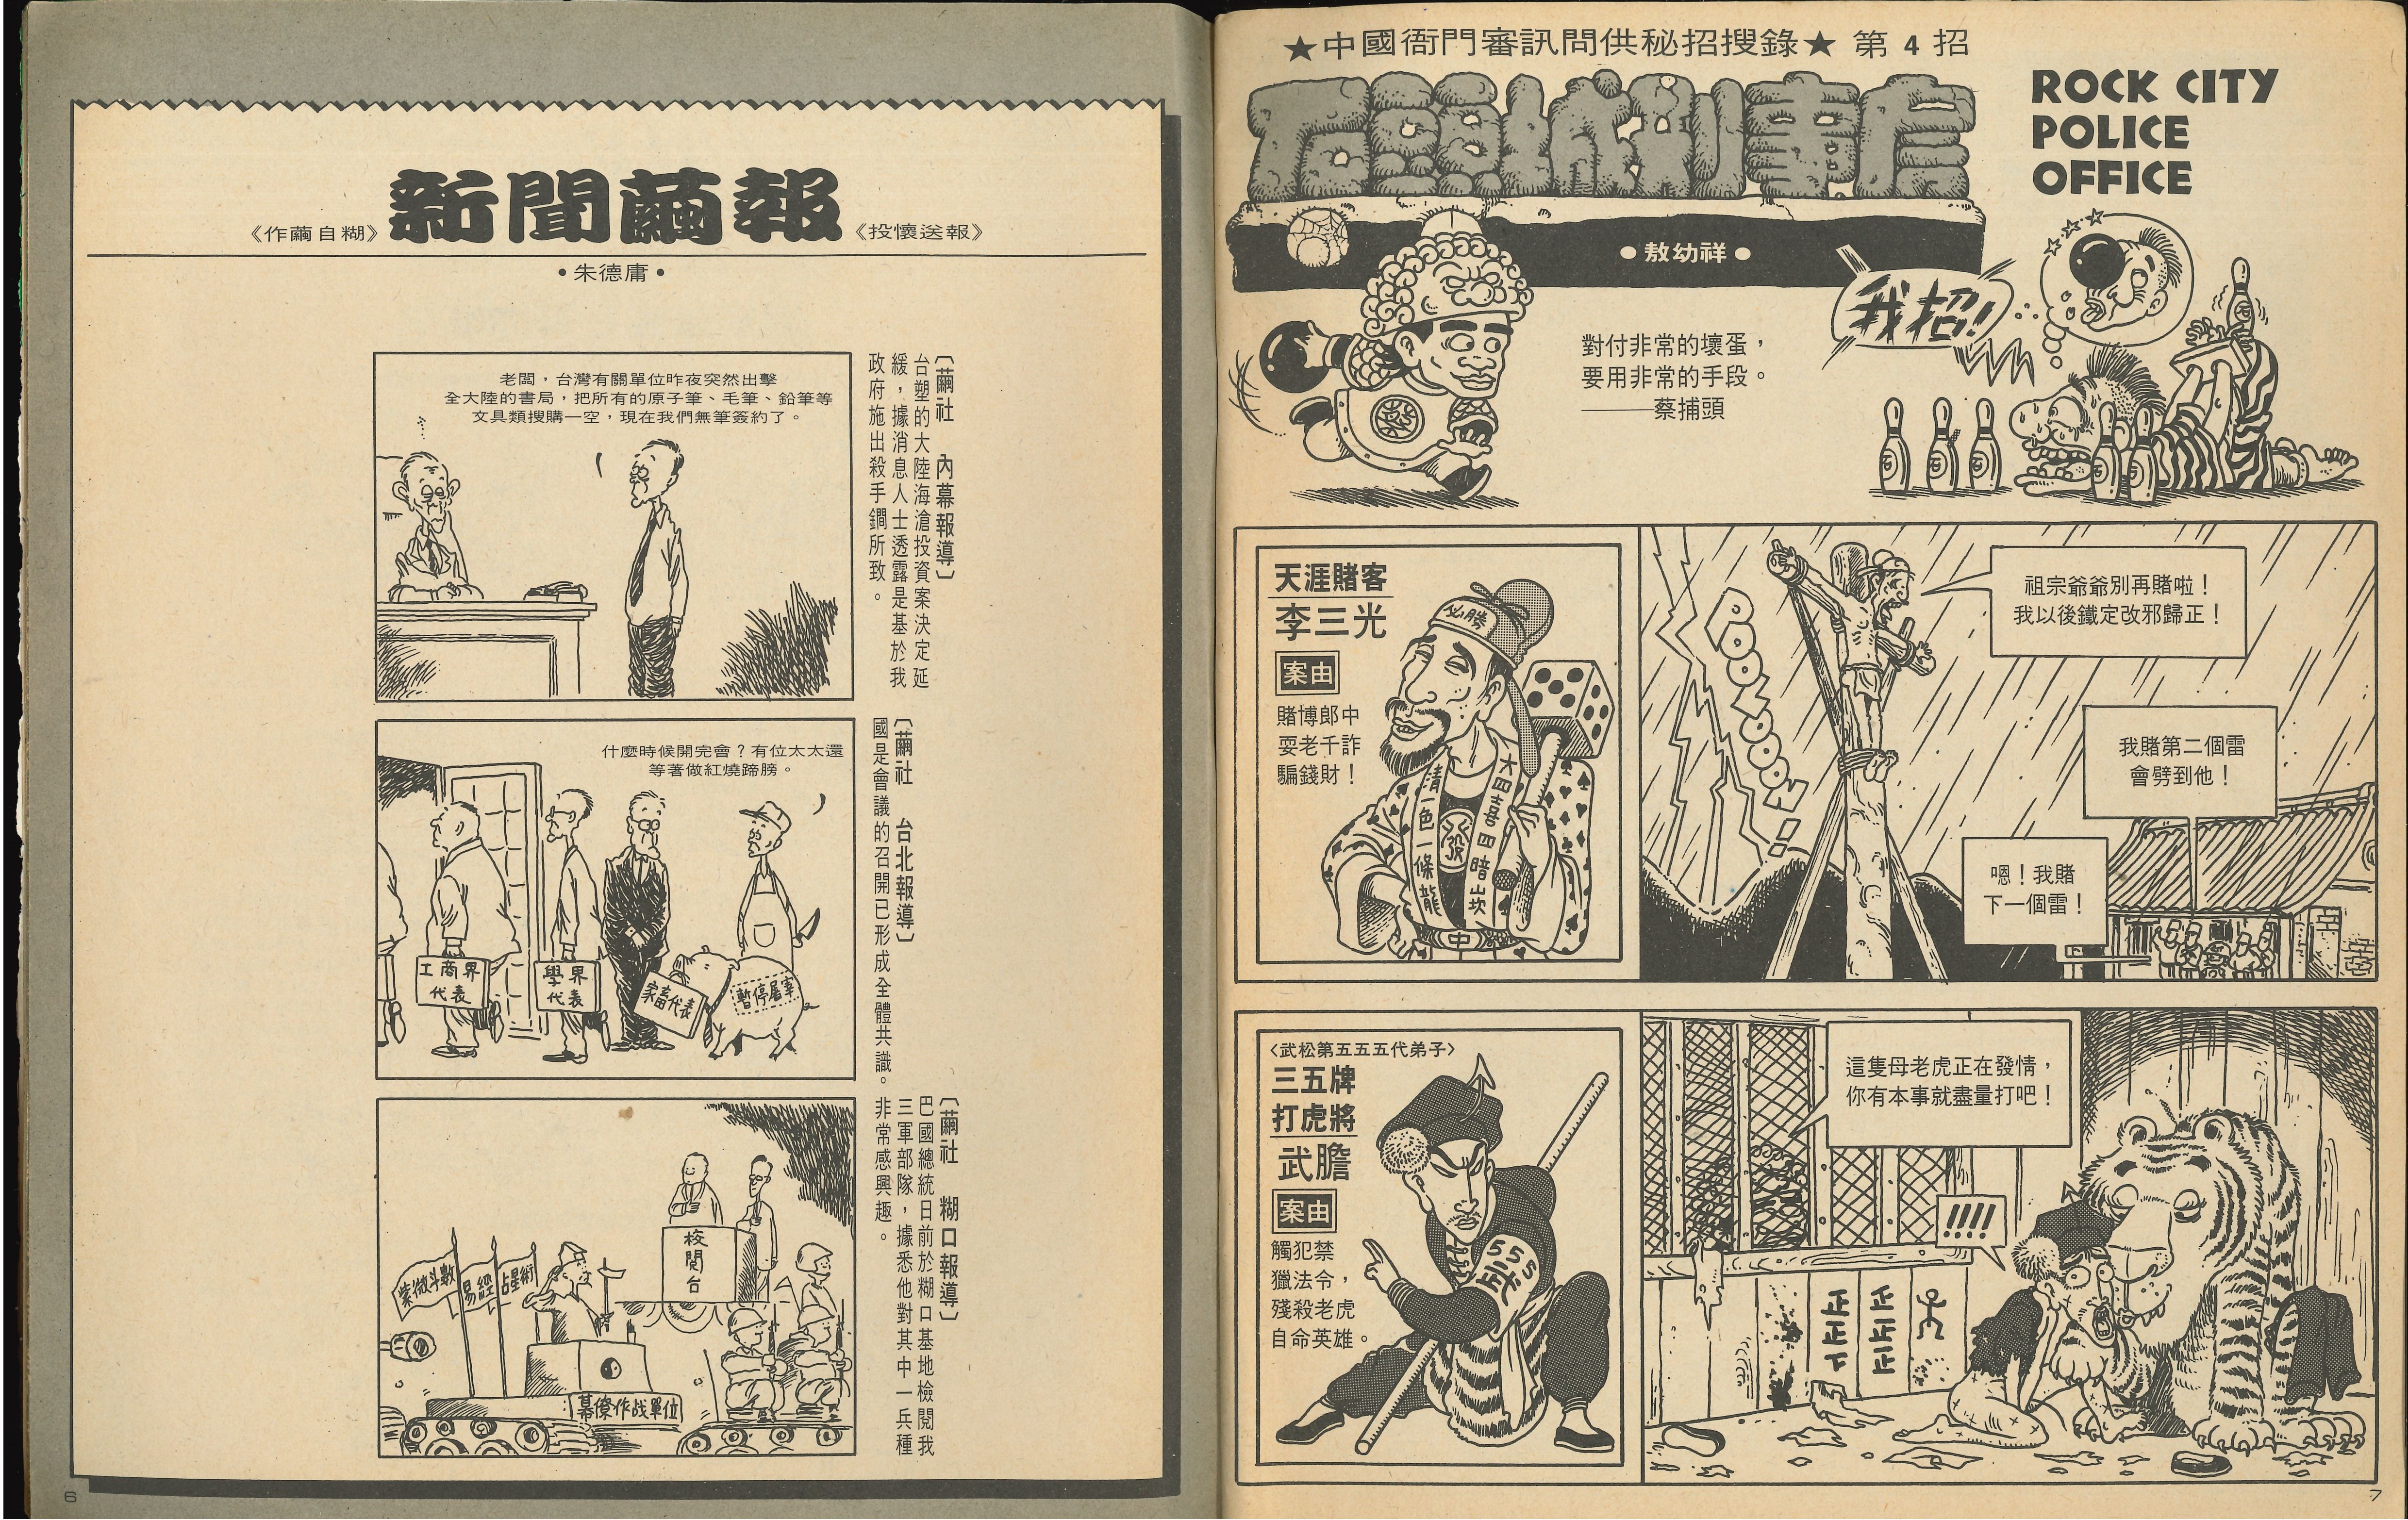 新聞繭報
《作繭自糊》
《投懷送報》
•朱德庸•
〔繭社 內幕報導〕
台塑的大陸海滄投資案決定延
緩，據消息人士透露是基於我
政府施出殺手鐧所致。
老闆，台灣有關單位昨夜突然出擊
全大陸的書局，把所有的原子筆、毛筆、鉛筆等
文具類搜購一空，現在我們無筆簽約了。
〔繭社 台北報導〕
國是會議的召開已形成全體共識。
什麼時候開完會？有位太太還
等著做紅燒蹄膀。
工商界
代表
學界
代表
家畜代表
暫停屠宰
〔繭社 糊口報導〕
巴國總統日前於糊口基地檢閱我
三軍部隊，據悉他對其中一兵種
非常感興趣。
校閱台
紫微斗數
易經
占星術
幕僚作战單位
6
★中國衙門審訊問供秘招搜錄★ 第4招
石頭城刑事房
ROCK CITY
POLICE
OFFICE
•敖幼祥•
我招!
對付非常的壞蛋，
要用非常的手段。
——蔡捕頭
天涯賭客
李三光
案由
賭博郎中
耍老千詐
騙錢財！
必勝
清一色一條龍
大四喜四暗坎
發
中
祖宗爺爺別再賭啦！
我以後鐵定改邪歸正！
POON POON!
我賭第二個雷
會劈到他！
嗯！我賭
下一個雷！
〈武松第五五五代弟子〉
三五牌
打虎將
武膽
案由
觸犯禁
獵法令，
殘殺老虎
自命英雄。
555
武
這隻母老虎正在發情，
你有本事就盡量打吧！
!!!!
正正
正正
7